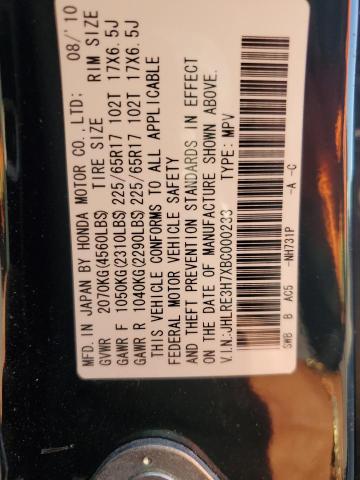 MFD. IN JAPAN BY HONDA MOTOR CO., LTD: 08/'10
GVWR 2070KG(4560LBS) TIRE SIZE RIM SIZE
GAWR F 1050KG(2310LBS) 225/65R17 102T 17X6.5J
GAWR R 1040KG(2290LBS) 225/65R17 102T 17X6.5J
THIS VEHICLE CONFORMS TO ALL APPLICABLE
FEDERAL MOTOR VEHICLE SAFETY
AND THEFT PREVENTION STANDARDS IN EFFECT
ON THE DATE OF MANUFACTURE SHOWN ABOVE.
V.I.N:JHLRE3H7XBC000233 TYPE: MPV
SWB B AC5 -NH731P -A -C